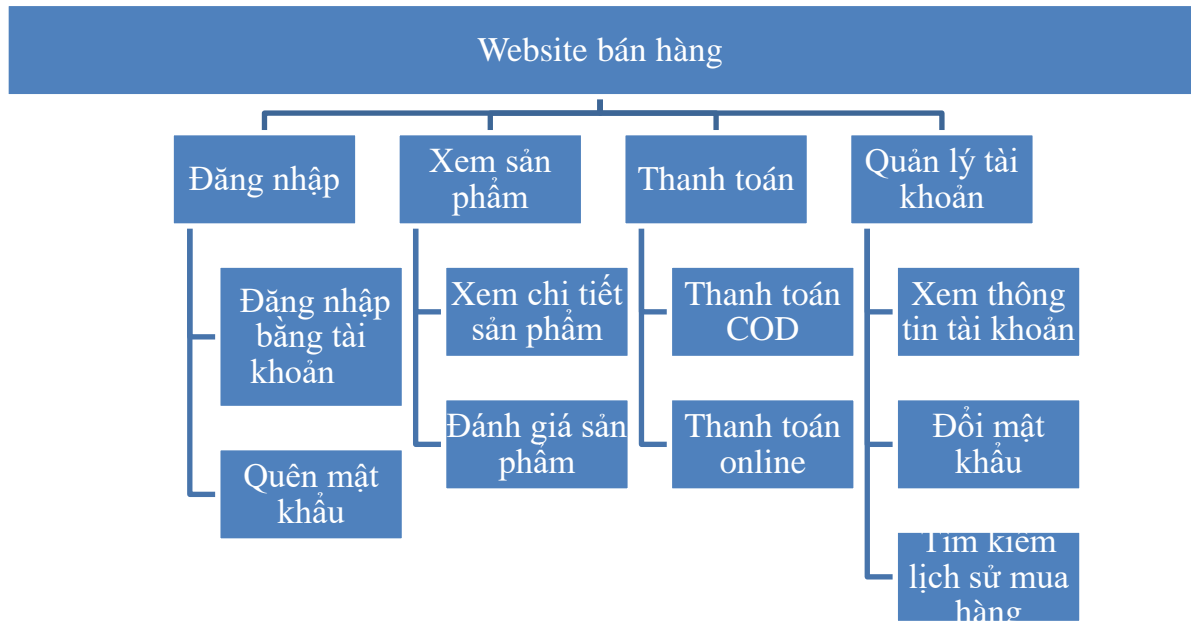 Website bán hàng
Đăng nhập
Xem sản
phẩm
Thanh toán
Quản lý tài
khoản
Đăng nhập
bằng tài
khoản
Quên mật
khẩu
Xem chi tiết
sản phẩm
Đánh giá sản
phẩm
Thanh toán
COD
Thanh toán
online
Xem thông
tin tài khoản
Đổi mật
khẩu
Tìm kiếm
lịch sử mua
hàng